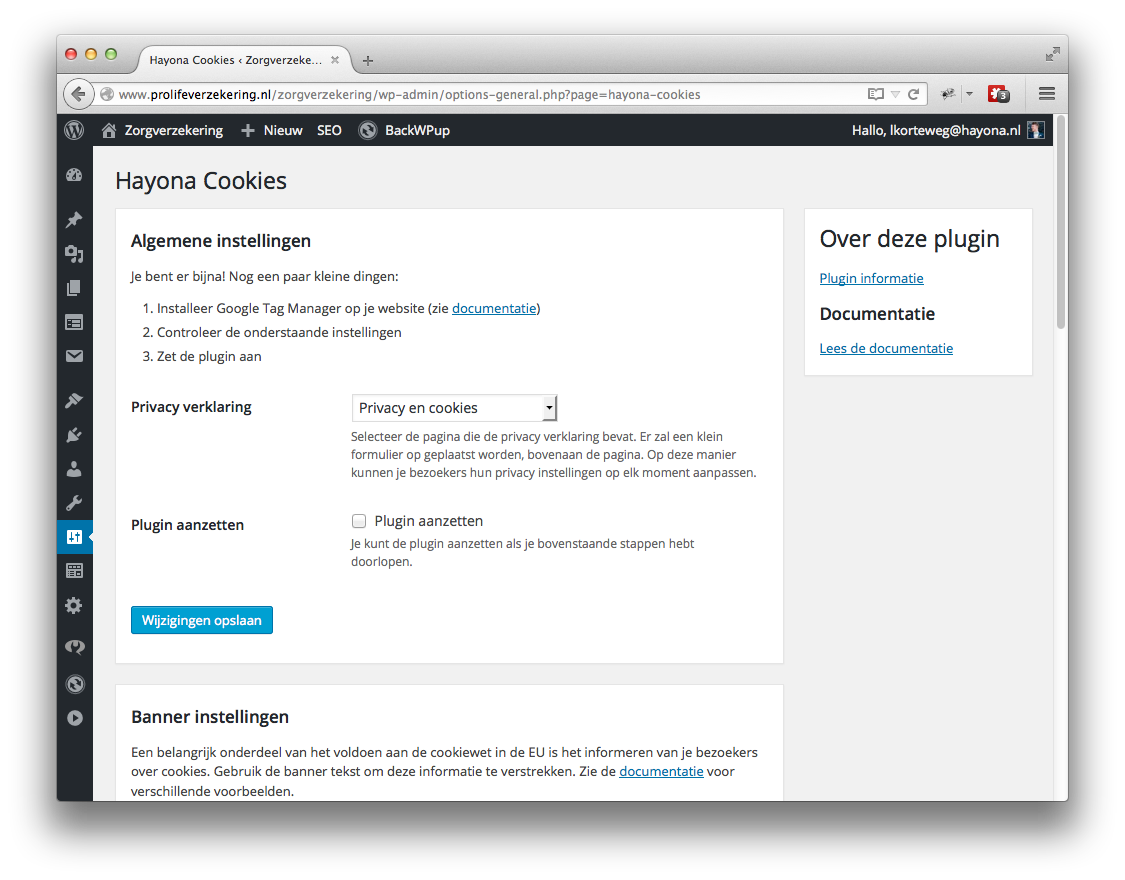 Hayona Cookies ‹ Zorgverzeke...
www.prolifeverzekering.nl/zorgverzekering/wp-admin/options-general.php?page=hayona-cookies
3
Zorgverzekering + Nieuw SEO BackWPup Hallo, lkorteweg@hayona.nl
Hayona Cookies
Algemene instellingen
Je bent er bijna! Nog een paar kleine dingen:
1. Installeer Google Tag Manager op je website (zie documentatie)
2. Controleer de onderstaande instellingen
3. Zet de plugin aan
Privacy verklaring
Privacy en cookies
Selecteer de pagina die de privacy verklaring bevat. Er zal een klein
formulier op geplaatst worden, bovenaan de pagina. Op deze manier
kunnen je bezoekers hun privacy instellingen op elk moment aanpassen.
Plugin aanzetten
Plugin aanzetten
Je kunt de plugin aanzetten als je bovenstaande stappen hebt
doorlopen.
Wijzigingen opslaan
Banner instellingen
Een belangrijk onderdeel van het voldoen aan de cookiewet in de EU is het informeren van je bezoekers
over cookies. Gebruik de banner tekst om deze informatie te verstrekken. Zie de documentatie voor
verschillende voorbeelden.
Over deze plugin
Plugin informatie
Documentatie
Lees de documentatie